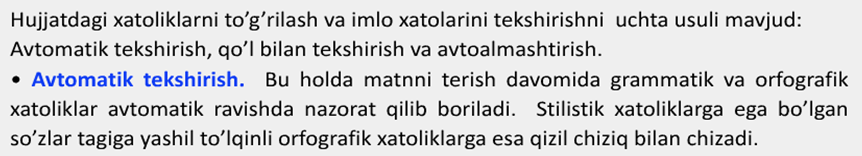 Hujjatdagi xatoliklarni to’g’rilash va imlo xatolarini tekshirishni  uchta usuli mavjud:
Avtomatik tekshirish, qo’l bilan tekshirish va avtoalmashtirish.
• Avtomatik tekshirish.  Bu holda matnni terish davomida grammatik va orfografik
xatoliklar avtomatik ravishda nazorat qilib boriladi.  Stilistik xatoliklarga ega bo’lgan
so’zlar tagiga yashil to’lqinli orfografik xatoliklarga esa qizil chiziq bilan chizadi.